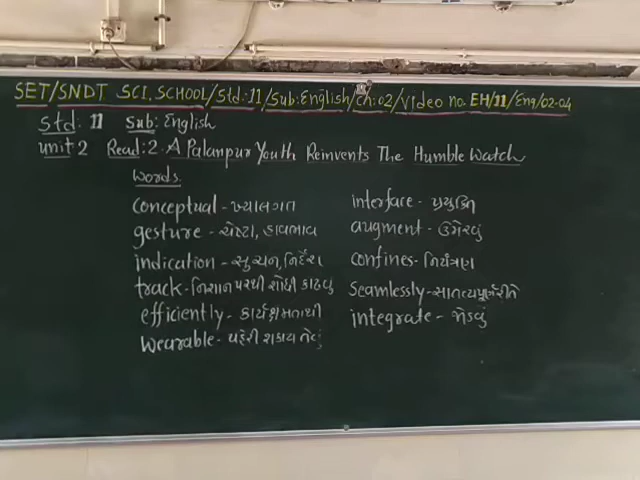 SET/SNDT SCI. SCHOOL/Std:11/Sub:English/Ch:02/Video no. EH/11/Eng/02-04
Std: 11 Sub: English
Unit 2 Read: 2. A Palanpur Youth Reinvents The Humble Watch
Words.
conceptual - ખ્યાલગત
gesture - ચેષ્ટા, હાવભાવ
indication - સુચન, નિર્દેશ
track - નિશાન પરથી શોધી કાઢવુ
efficiently - કાર્યક્ષમતાથી
Wearable - પહેરી શકાય તેવું
interface - પ્રયુક્તિ
augment - ઉમેરવું
confines - નિયંત્રણ
seamlessly - સાતત્યપૂર્ણ રીતે
integrate - જોડવું